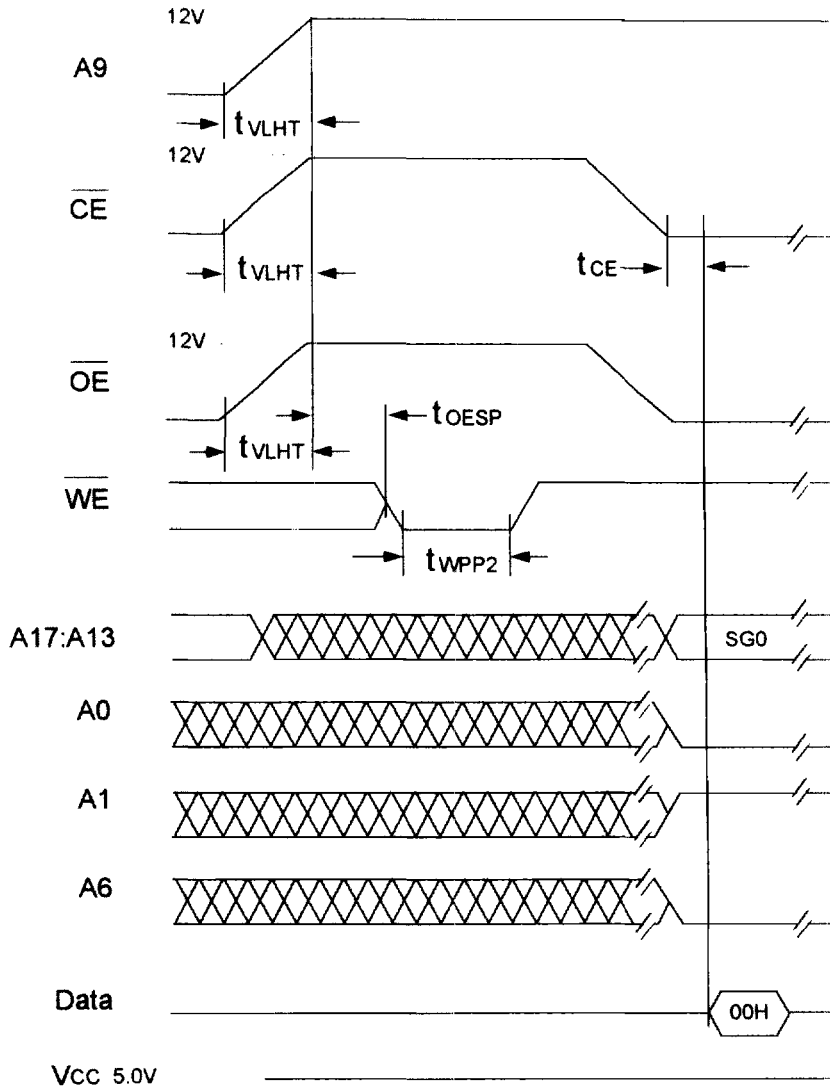 12V
A9
tVLHT
12V
CE
tVLHT
tCE
12V
OE
tOESP
tVLHT
WE
tWPP2
A17:A13
SG0
A0
A1
A6
Data
00H
VCC 5.0V